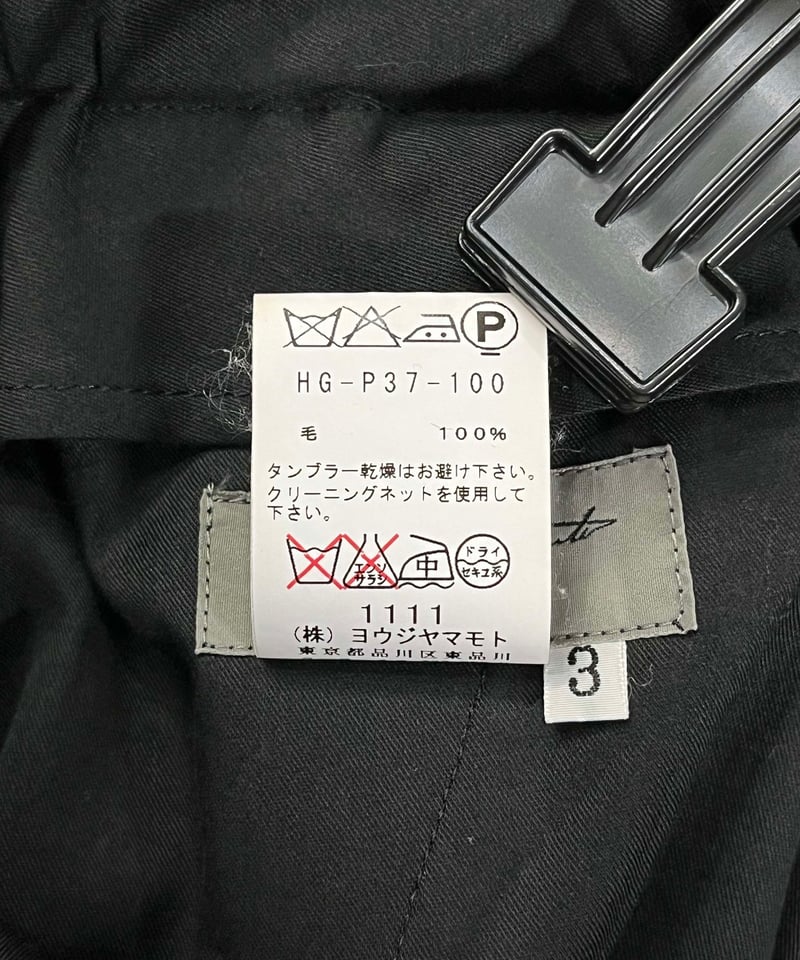 P
HG-P37-100
毛 100%
タンブラー乾燥はお避け下さい。
クリーニングネットを使用して
下さい。
エンソ
サラシ
中
ドライ
セキユ系
1111
(株) ヨウジヤマモト
東京都品川区東品川
3